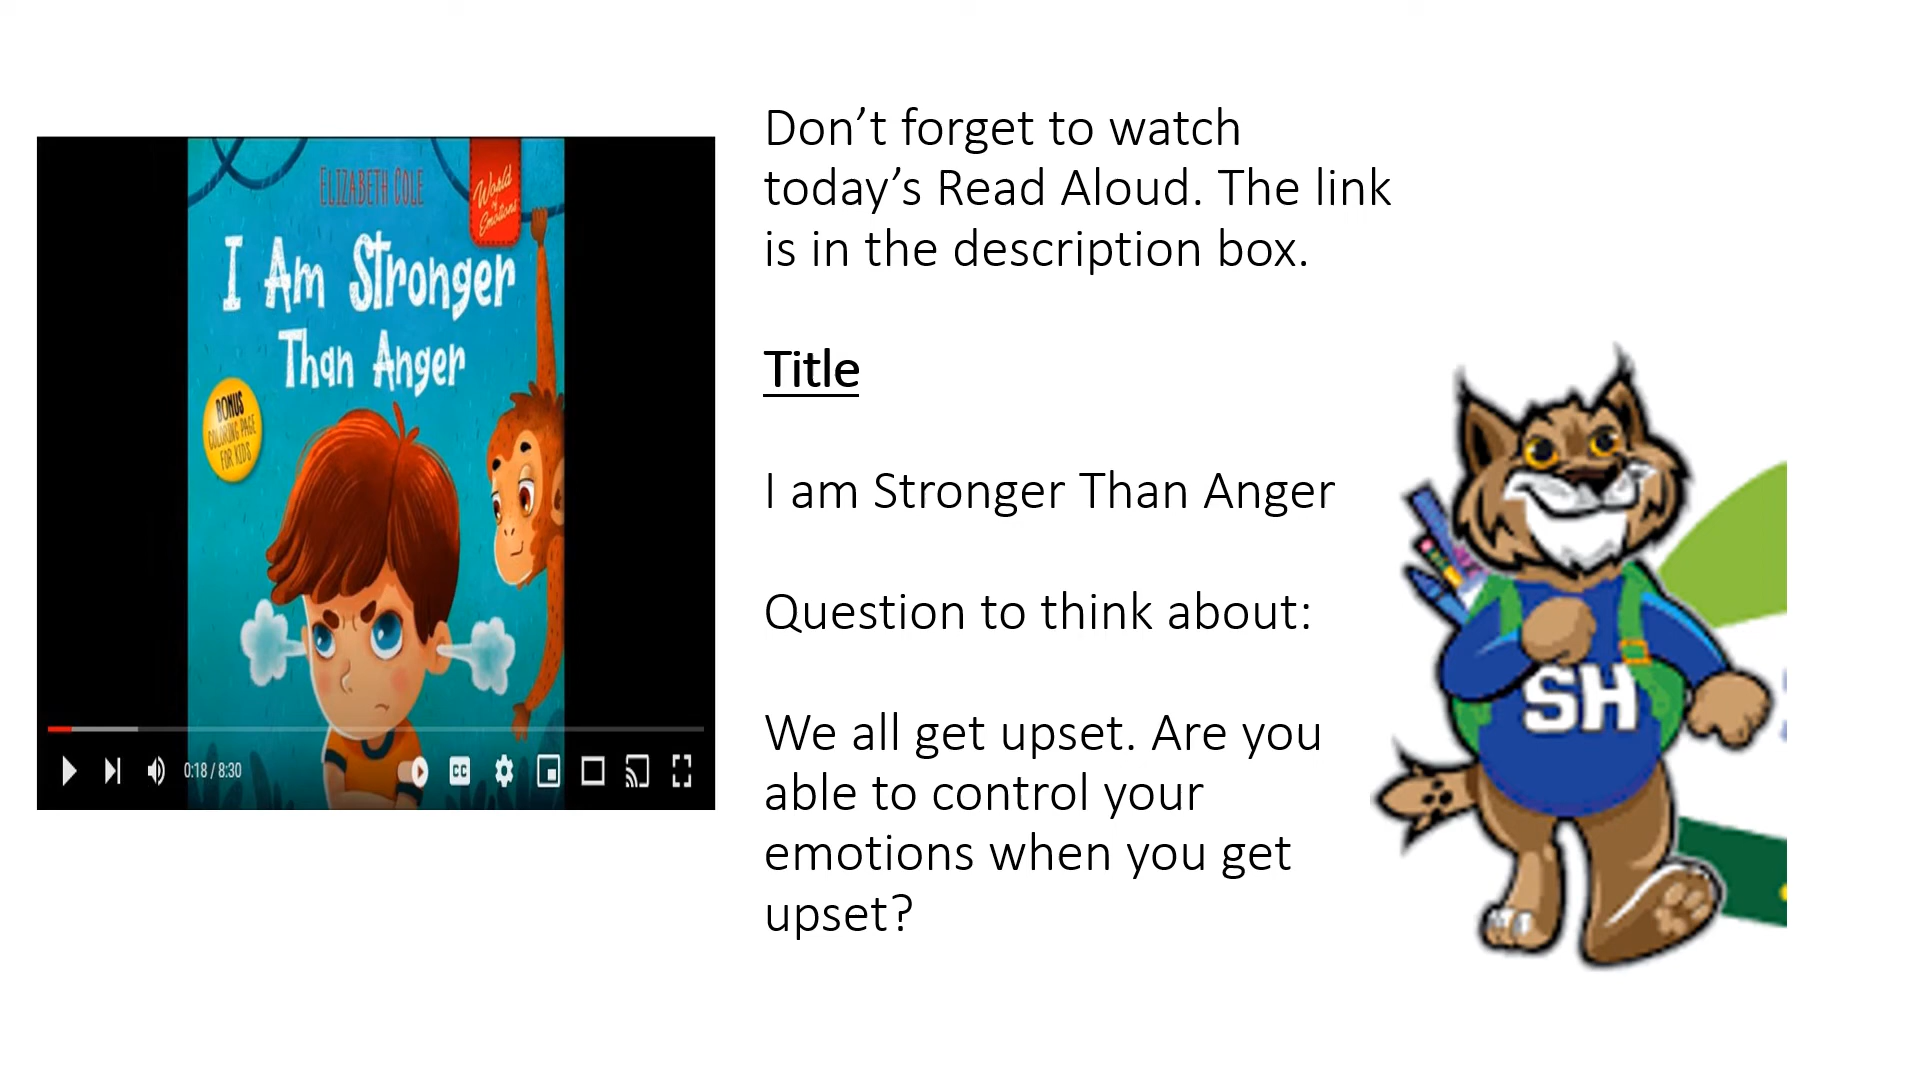 ELIZABETH COLE
World
of
Emotions
I Am Stronger
Than Anger
BONUS
COLORING PAGE
FOR KIDS
0:18 / 8:30
CC
Don’t forget to watch
today’s Read Aloud. The link
is in the description box.
Title
I am Stronger Than Anger
Question to think about:
We all get upset. Are you
able to control your
emotions when you get
upset?
SH